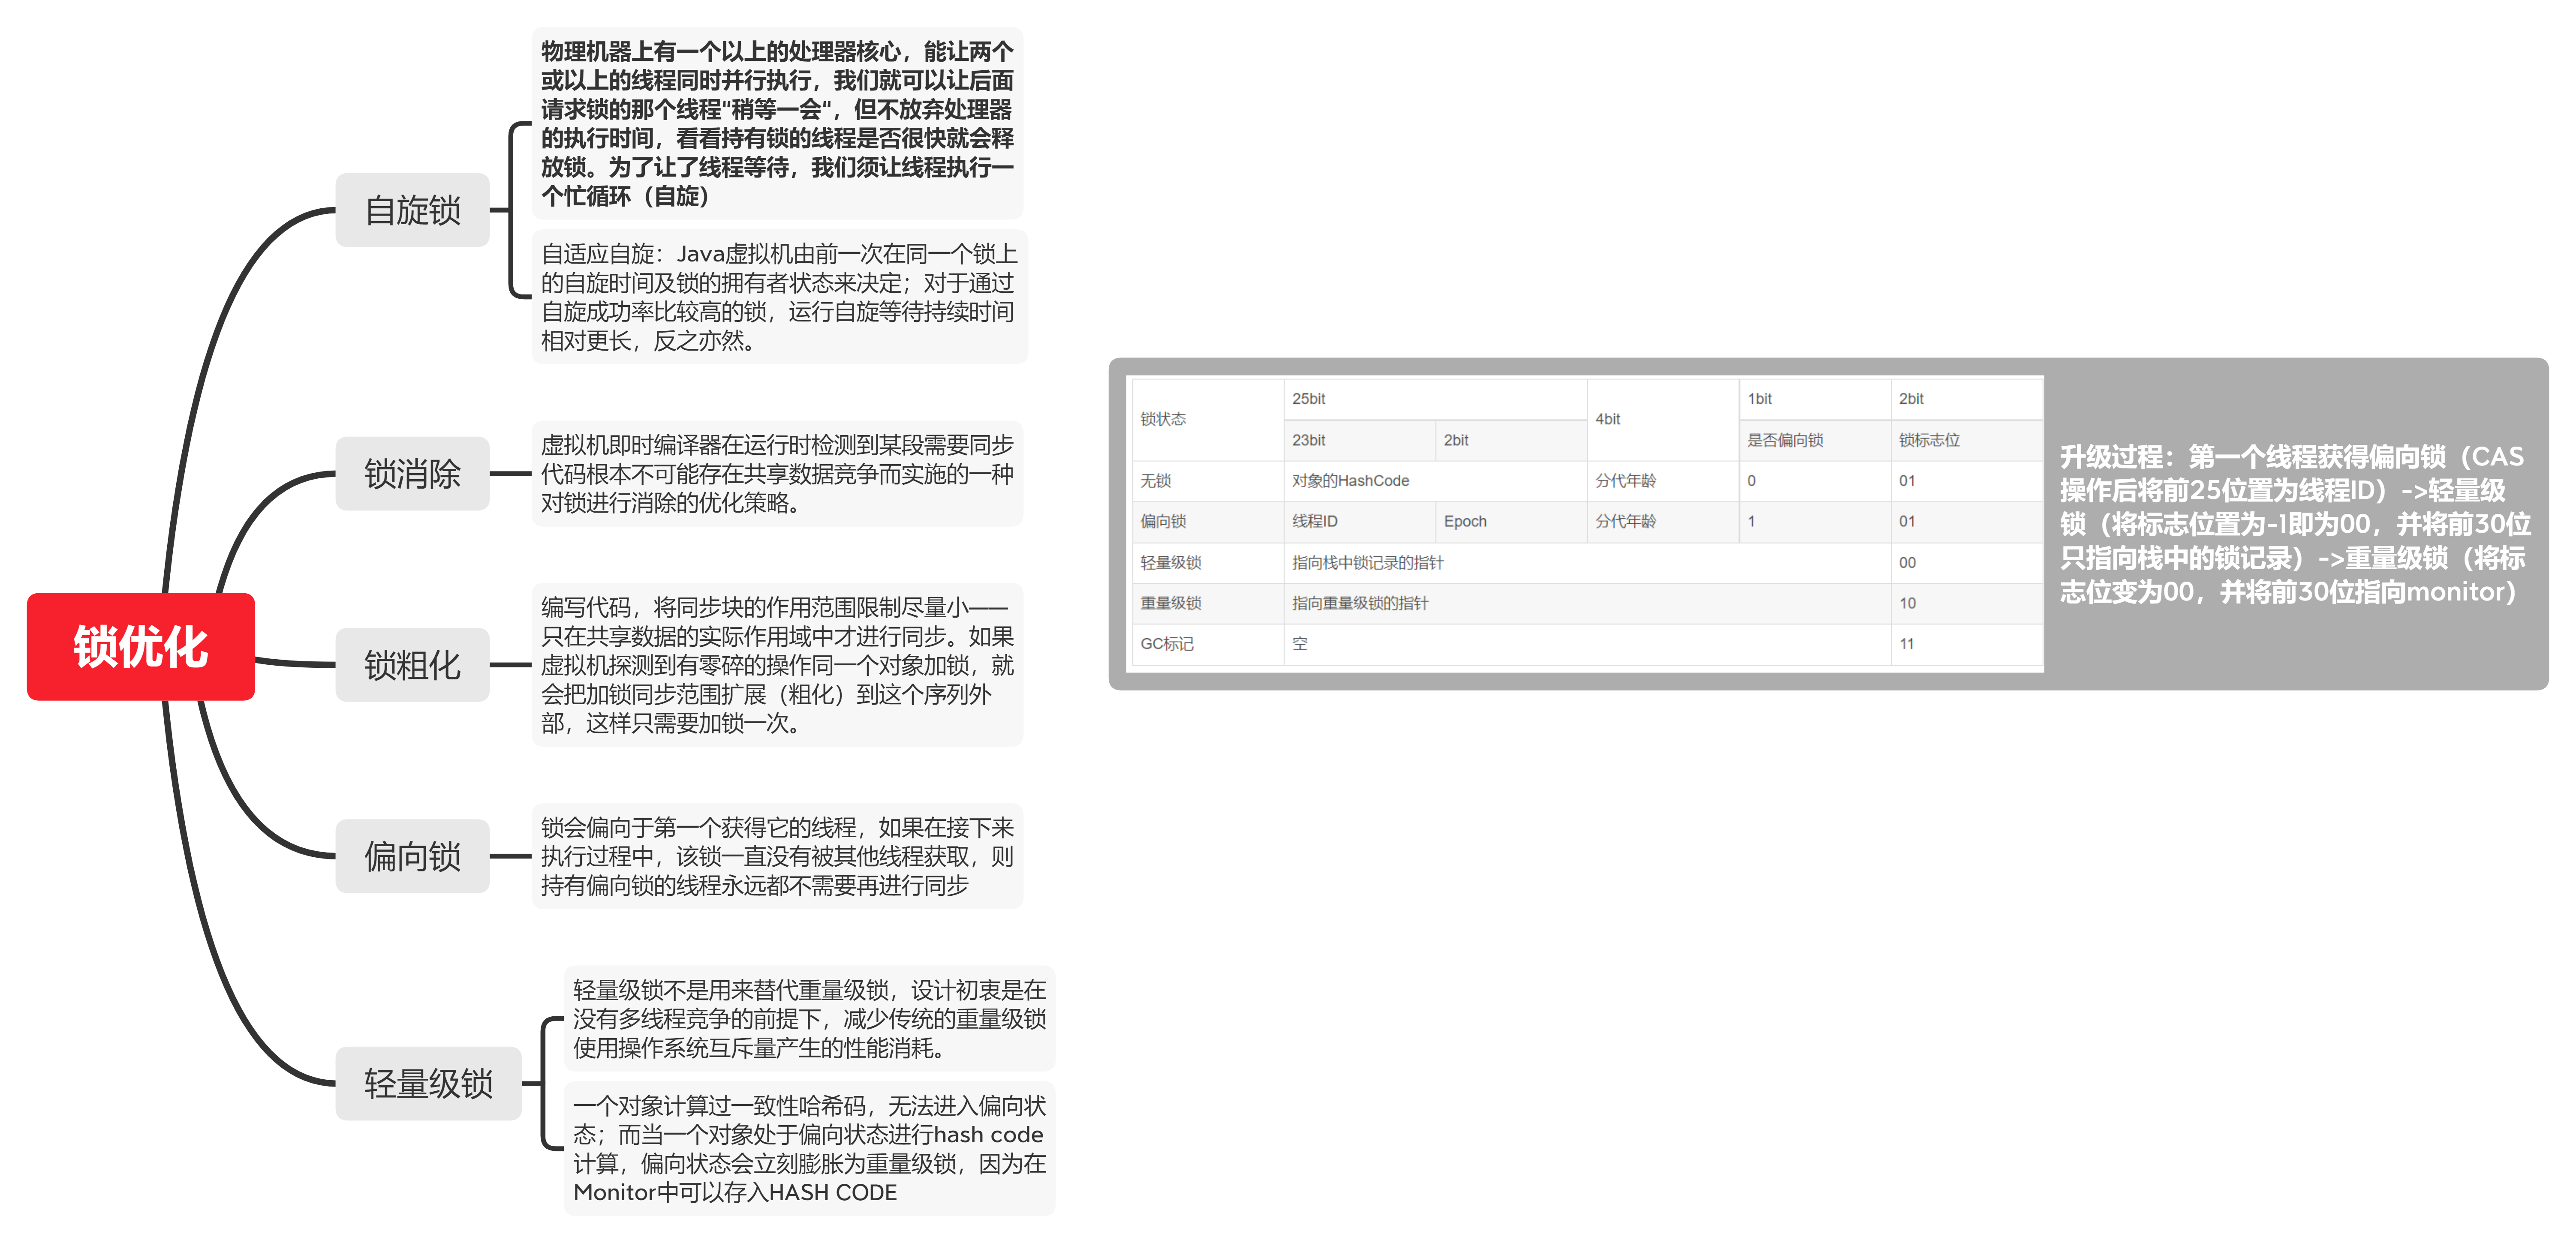 锁优化
自旋锁
物理机器上有一个以上的处理器核心，能让两个
或以上的线程同时并行执行，我们就可以让后面
请求锁的那个线程“稍等一会“，但不放弃处理器
的执行时间，看看持有锁的线程是否很快就会释
放锁。为了让了线程等待，我们须让线程执行一
个忙循环（自旋）
自适应自旋：Java虚拟机由前一次在同一个锁上
的自旋时间及锁的拥有者状态来决定；对于通过
自旋成功率比较高的锁，运行自旋等待持续时间
相对更长，反之亦然。
锁消除
虚拟机即时编译器在运行时检测到某段需要同步
代码根本不可能存在共享数据竞争而实施的一种
对锁进行消除的优化策略。
锁粗化
编写代码，将同步块的作用范围限制尽量小——
只在共享数据的实际作用域中才进行同步。如果
虚拟机探测到有零碎的操作同一个对象加锁，就
会把加锁同步范围扩展（粗化）到这个序列外
部，这样只需要加锁一次。
偏向锁
锁会偏向于第一个获得它的线程，如果在接下来
执行过程中，该锁一直没有被其他线程获取，则
持有偏向锁的线程永远都不需要再进行同步
轻量级锁
轻量级锁不是用来替代重量级锁，设计初衷是在
没有多线程竞争的前提下，减少传统的重量级锁
使用操作系统互斥量产生的性能消耗。
一个对象计算过一致性哈希码，无法进入偏向状
态；而当一个对象处于偏向状态进行hash code
计算，偏向状态会立刻膨胀为重量级锁，因为在
Monitor中可以存入HASH CODE
锁状态 25bit 4bit 1bit 2bit
23bit 2bit 是否偏向锁 锁标志位
无锁 对象的HashCode 分代年龄 0 01
偏向锁 线程ID Epoch 分代年龄 1 01
轻量级锁 指向栈中锁记录的指针 00
重量级锁 指向重量级锁的指针 10
GC标记 空 11
升级过程：第一个线程获得偏向锁（CAS
操作后将前25位置为线程ID）->轻量级
锁（将标志位置为-1即为00，并将前30位
只指向栈中的锁记录）->重量级锁（将标
志位变为00，并将前30位指向monitor）